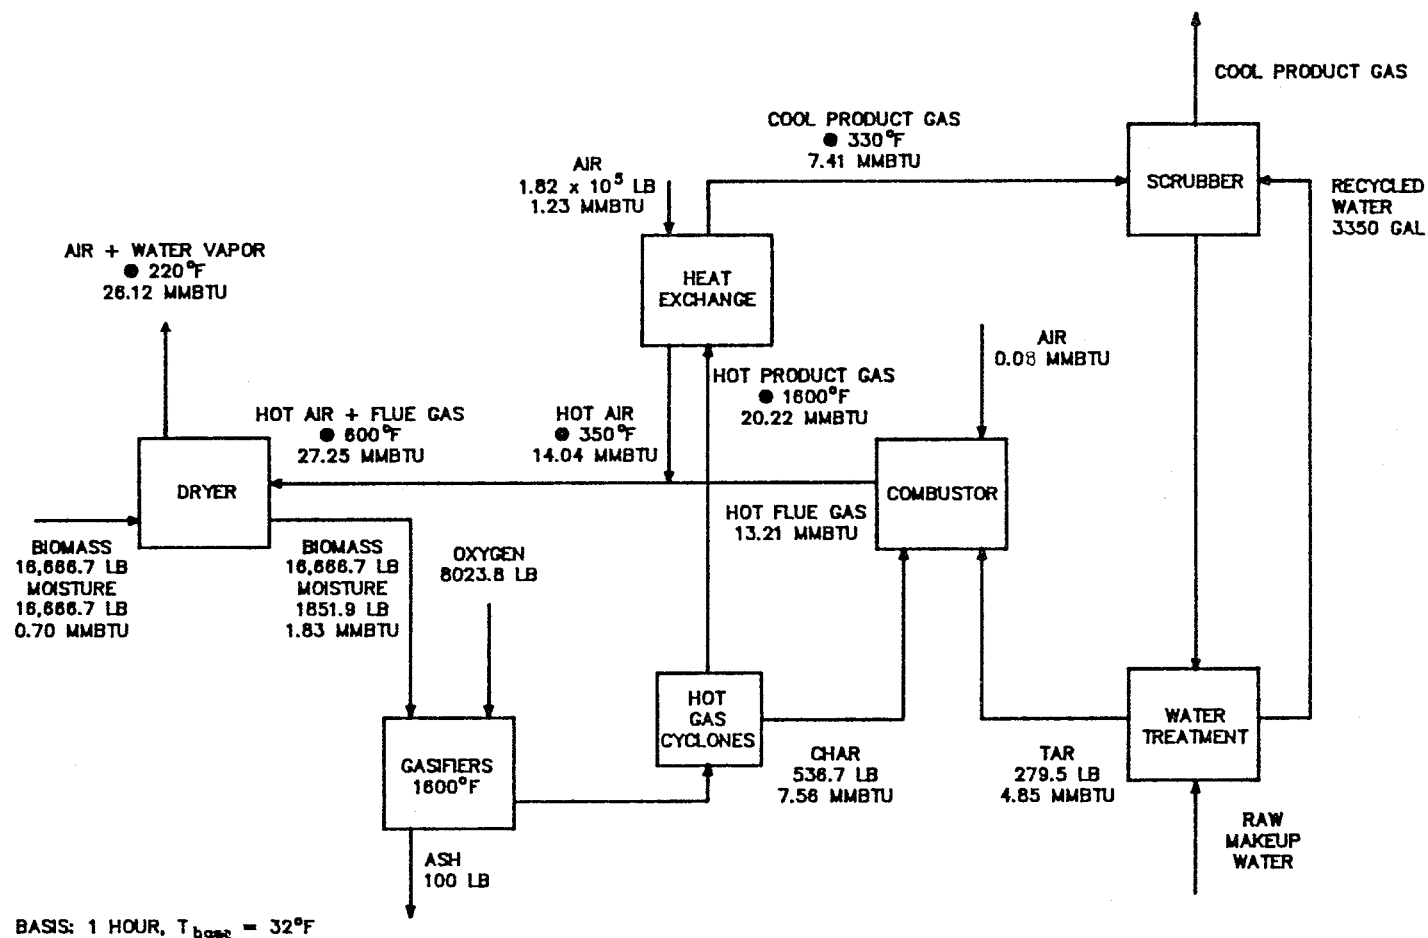 COOL PRODUCT GAS
COOL PRODUCT GAS
● 330°F
7.41 MMBTU
AIR
1.82 x 10⁵ LB
1.23 MMBTU
SCRUBBER
RECYCLED
WATER
3350 GAL
AIR + WATER VAPOR
● 220°F
26.12 MMBTU
HEAT
EXCHANGE
AIR
0.08 MMBTU
HOT PRODUCT GAS
● 1600°F
20.22 MMBTU
HOT AIR + FLUE GAS
● 600°F
27.25 MMBTU
HOT AIR
● 350°F
14.04 MMBTU
DRYER
COMBUSTOR
HOT FLUE GAS
13.21 MMBTU
BIOMASS
16,666.7 LB
MOISTURE
16,666.7 LB
0.70 MMBTU
BIOMASS
16,666.7 LB
MOISTURE
1851.9 LB
1.83 MMBTU
OXYGEN
8023.8 LB
HOT
GAS
CYCLONES
WATER
TREATMENT
GASIFIERS
1600°F
CHAR
536.7 LB
7.56 MMBTU
TAR
279.5 LB
4.85 MMBTU
RAW
MAKEUP
WATER
ASH
100 LB
BASIS: 1 HOUR, T base = 32°F